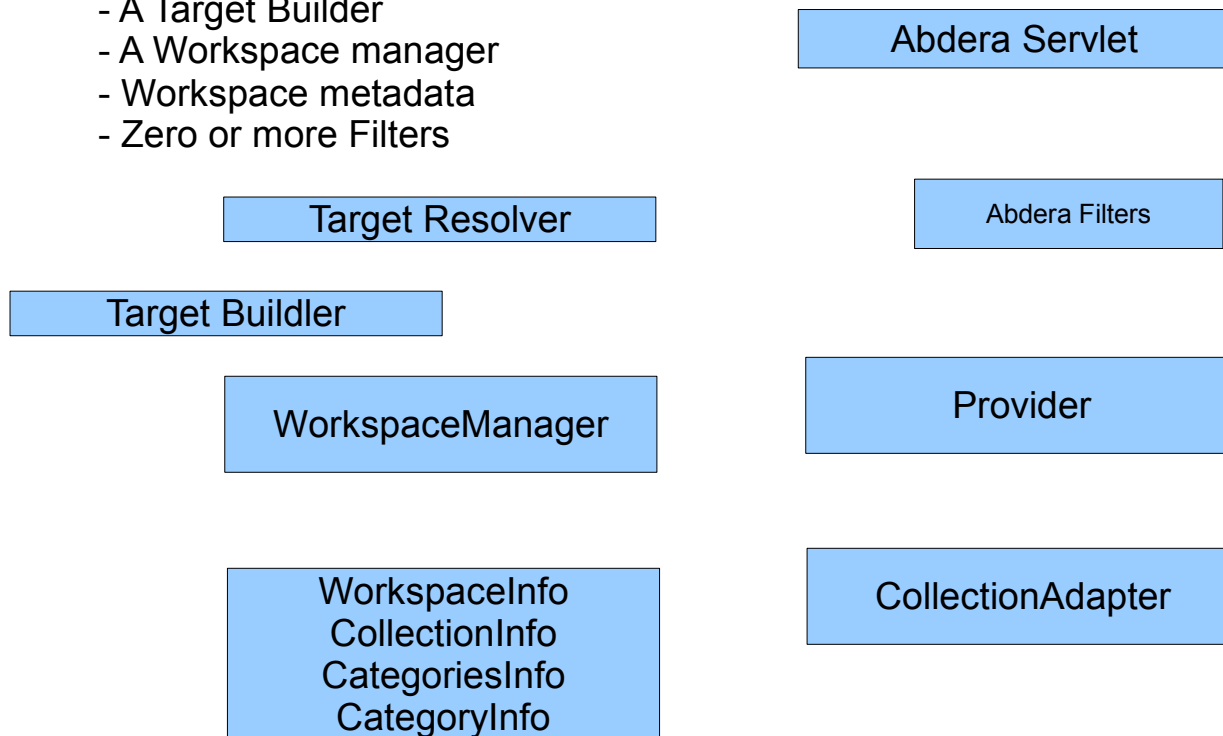 - A Target Builder
- A Workspace manager
- Workspace metadata
- Zero or more Filters
Abdera Servlet
Target Resolver
Abdera Filters
Target Buildler
WorkspaceManager
Provider
WorkspaceInfo
CollectionInfo
CategoriesInfo
CategoryInfo
CollectionAdapter